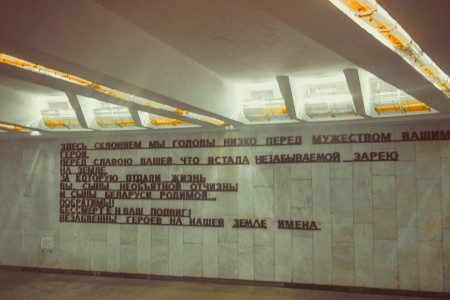 ЗДЕСЬ СКЛОНЯЕМ МЫ ГОЛОВЫ НИЗКО ПЕРЕД МУЖЕСТВОМ ВАШИМ
ГЕРОИ
ПЕРЕД СЛАВОЮ ВАШЕЙ, ЧТО ВСТАЛА НЕЗАБЫВАЕМОЙ ЗАРЕЮ
НА ЗЕМЛЕ,
ЗА КОТОРУЮ ОТДАЛИ ЖИЗНЬ
ВЫ, СЫНЫ НЕОБЪЯТНОЙ ОТЧИЗНЫ
ВЫ СЫНЫ БЕЛАРУСИ РОДИМОЙ...
ПОБРАТИМЫ!
БЕССМЕРТЕН ВАШ ПОДВИГ!
НЕЗАБВЕННЫ ГЕРОЕВ НА НАШЕЙ ЗЕМЛЕ ИМЕНА.